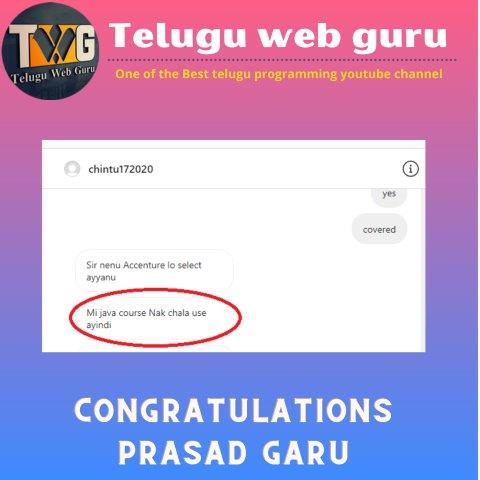 TWG
Telugu Web Guru
Telugu web guru
One of the Best telugu programming youtube channel
chintu172020
yes
covered
Sir nenu Accenture lo select
ayyanu
Mi java course Nak chala use
ayindi
CONGRATULATIONS
PRASAD GARU